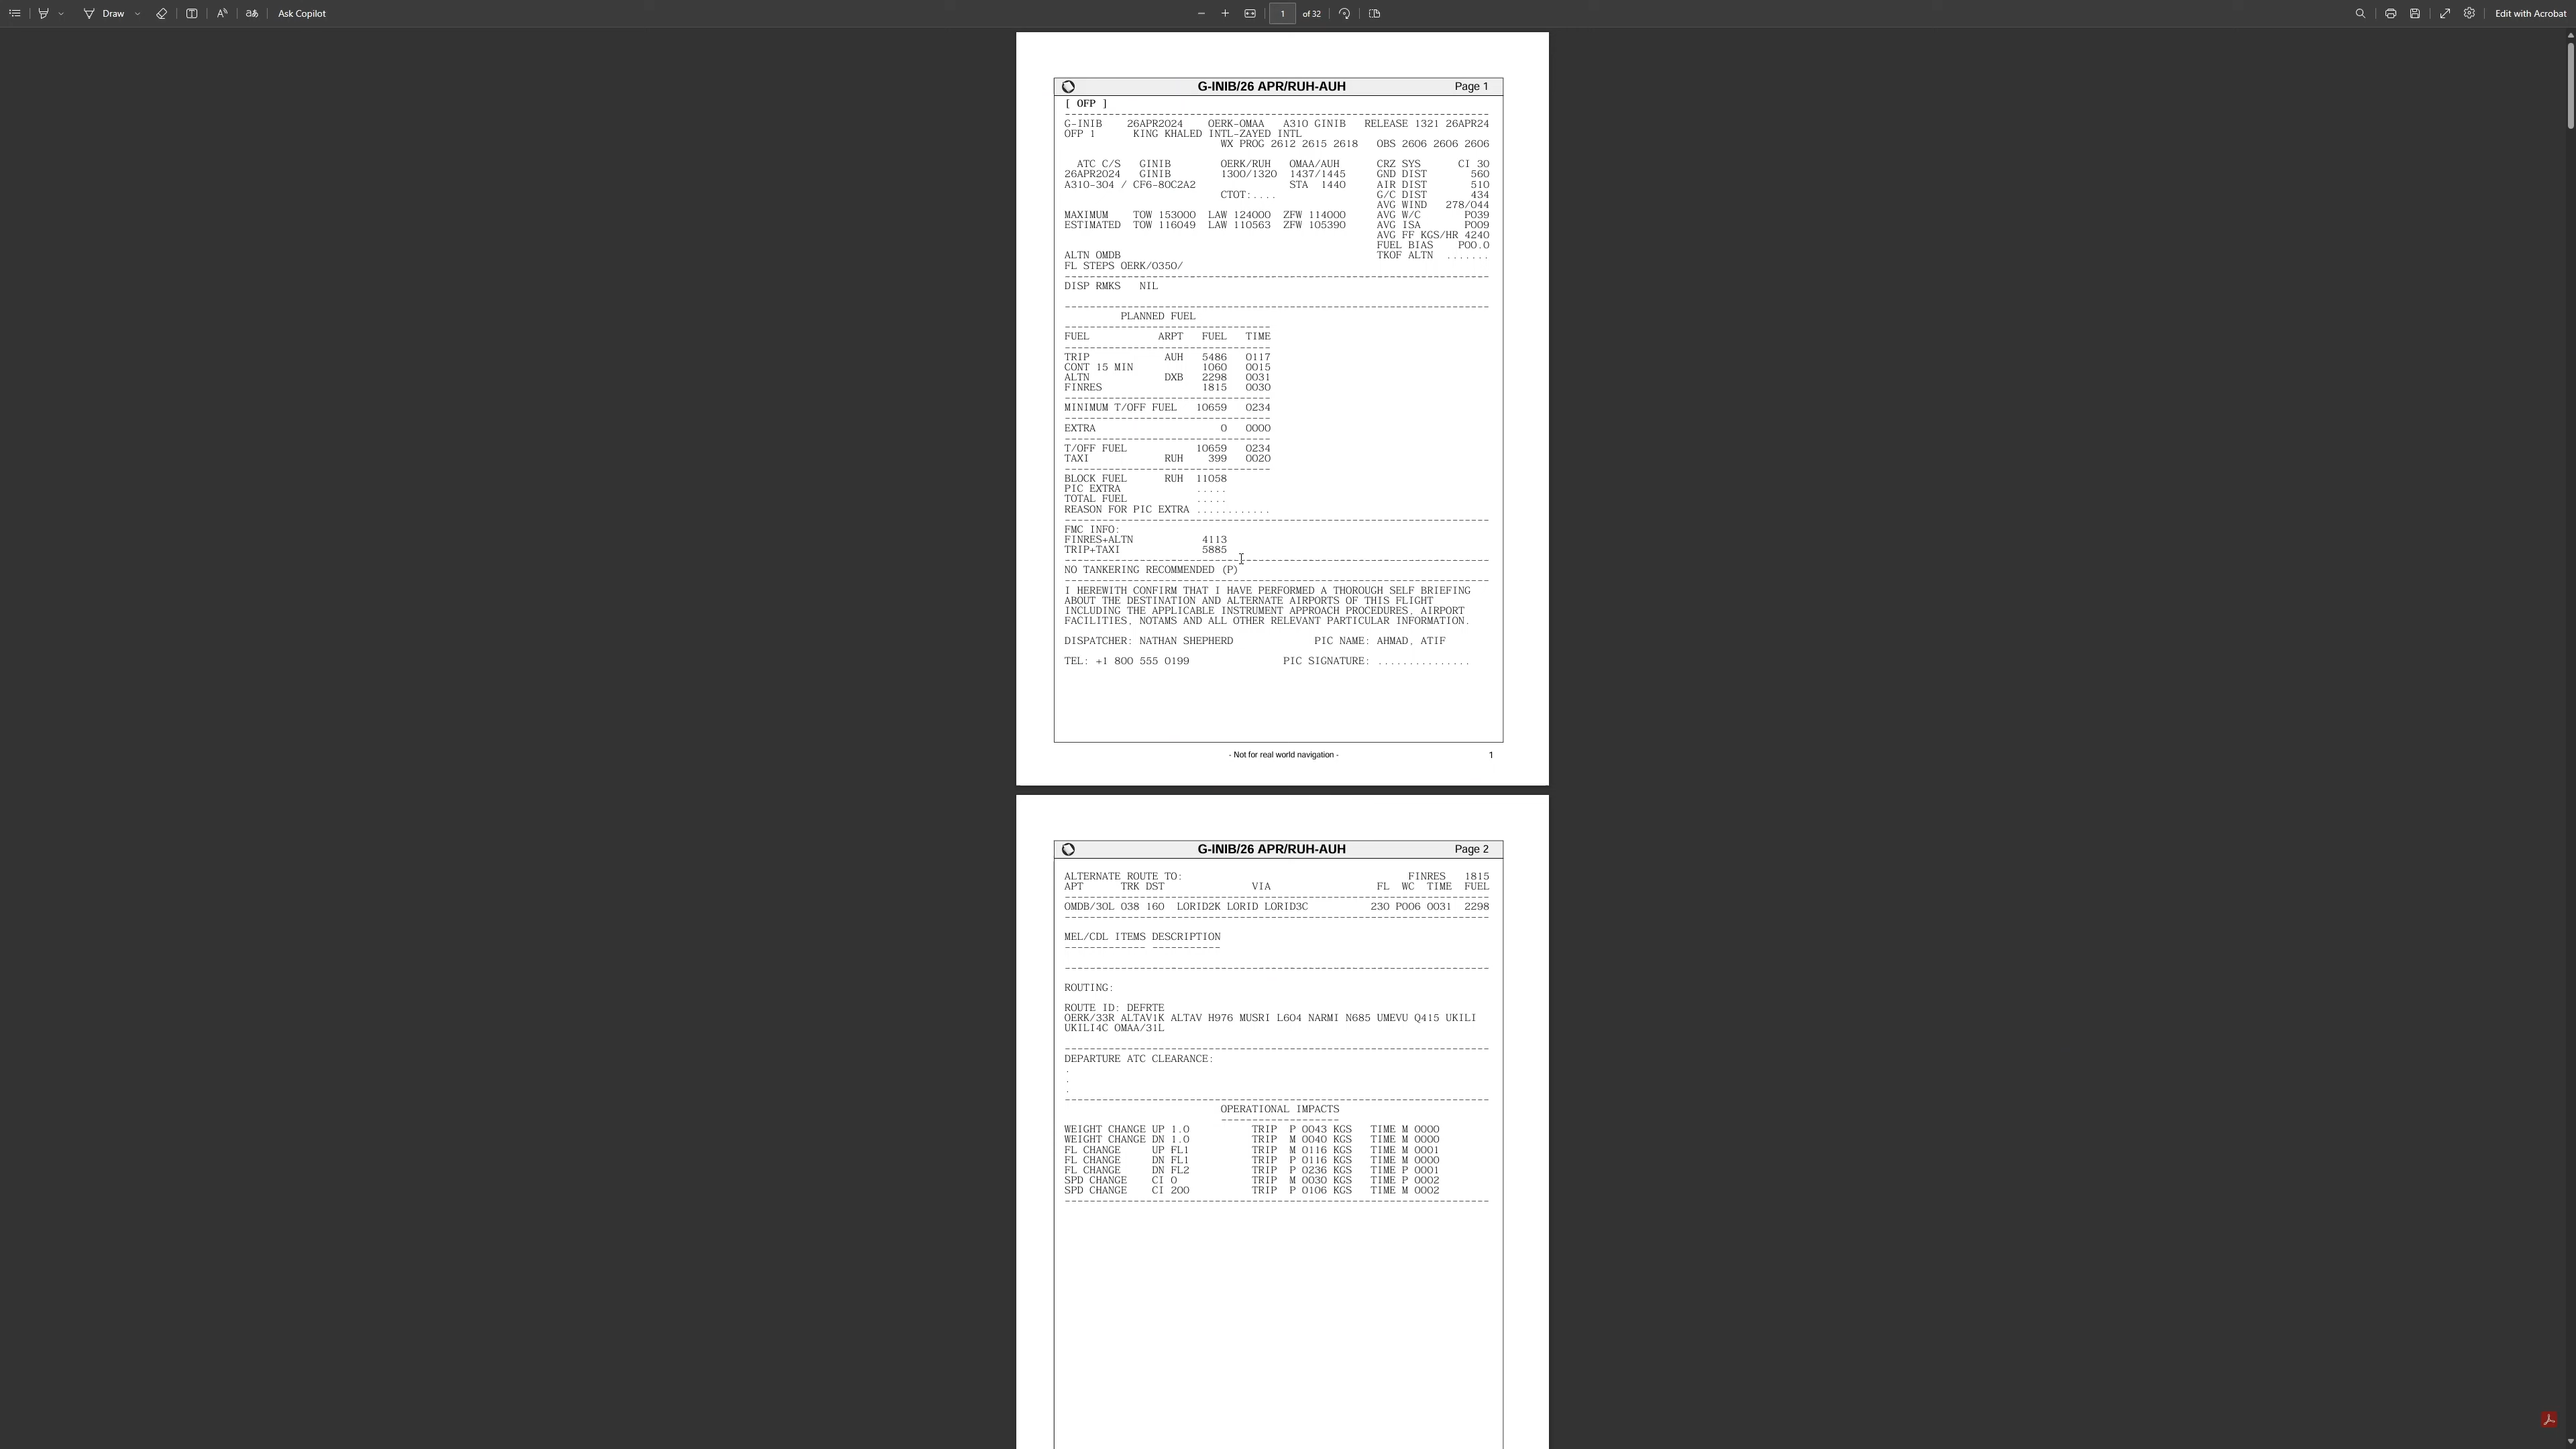 Draw
Ask Copilot
1 of 32
Edit with Acrobat
G-INIB/26 APR/RUH-AUH Page 1
[ OFP ]
--------------------------------------------------------------------
G-INIB 26APR2024 OERK-OMAA A310 GINIB RELEASE 1321 26APR24
OFP 1 KING KHALED INTL-ZAYED INTL
WX PROG 2612 2615 2618 OBS 2606 2606 2606
ATC C/S GINIB OERK/RUH OMAA/AUH CRZ SYS CI 30
26APR2024 GINIB 1300/1320 1437/1445 GND DIST 560
A310-304 / CF6-80C2A2 STA 1440 AIR DIST 510
CTOT:.... G/C DIST 434
AVG WIND 278/044
MAXIMUM TOW 153000 LAW 124000 ZFW 114000 AVG W/C P039
ESTIMATED TOW 116049 LAW 110563 ZFW 105390 AVG ISA P009
AVG FF KGS/HR 4240
FUEL BIAS P00.0
ALTN OMDB TKOF ALTN .......
FL STEPS OERK/0350/
--------------------------------------------------------------------
DISP RMKS NIL
--------------------------------------------------------------------
PLANNED FUEL
---------------------------------
FUEL ARPT FUEL TIME
---------------------------------
TRIP AUH 5486 0117
CONT 15 MIN 1060 0015
ALTN DXB 2298 0031
FINRES 1815 0030
---------------------------------
MINIMUM T/OFF FUEL 10659 0234
---------------------------------
EXTRA 0 0000
---------------------------------
T/OFF FUEL 10659 0234
TAXI RUH 399 0020
---------------------------------
BLOCK FUEL RUH 11058
PIC EXTRA .....
TOTAL FUEL .....
REASON FOR PIC EXTRA ............
--------------------------------------------------------------------
FMC INFO:
FINRES+ALTN 4113
TRIP+TAXI 5885
--------------------------------------------------------------------
NO TANKERING RECOMMENDED (P)
--------------------------------------------------------------------
I HEREWITH CONFIRM THAT I HAVE PERFORMED A THOROUGH SELF BRIEFING
ABOUT THE DESTINATION AND ALTERNATE AIRPORTS OF THIS FLIGHT
INCLUDING THE APPLICABLE INSTRUMENT APPROACH PROCEDURES, AIRPORT
FACILITIES, NOTAMS AND ALL OTHER RELEVANT PARTICULAR INFORMATION.
DISPATCHER: NATHAN SHEPHERD PIC NAME: AHMAD, ATIF
TEL: +1 800 555 0199 PIC SIGNATURE: ...............
- Not for real world navigation - 1
G-INIB/26 APR/RUH-AUH Page 2
ALTERNATE ROUTE TO: FINRES 1815
APT TRK DST VIA FL WC TIME FUEL
--------------------------------------------------------------------
OMDB/30L 038 160 LORID2K LORID LORID3C 230 P006 0031 2298
--------------------------------------------------------------------
MEL/CDL ITEMS DESCRIPTION
------------- -----------
--------------------------------------------------------------------
ROUTING:
ROUTE ID: DEFRTE
OERK/33R ALTAV1K ALTAV H976 MUSRI L604 NARMI N685 UMEVU Q415 UKILI
UKILI4C OMAA/31L
--------------------------------------------------------------------
DEPARTURE ATC CLEARANCE:
.
.
.
--------------------------------------------------------------------
OPERATIONAL IMPACTS
-------------------
WEIGHT CHANGE UP 1.0 TRIP P 0043 KGS TIME M 0000
WEIGHT CHANGE DN 1.0 TRIP M 0040 KGS TIME M 0000
FL CHANGE UP FL1 TRIP M 0116 KGS TIME M 0001
FL CHANGE DN FL1 TRIP P 0116 KGS TIME M 0000
FL CHANGE DN FL2 TRIP P 0236 KGS TIME P 0001
SPD CHANGE CI 0 TRIP M 0030 KGS TIME P 0002
SPD CHANGE CI 200 TRIP P 0106 KGS TIME M 0002
--------------------------------------------------------------------